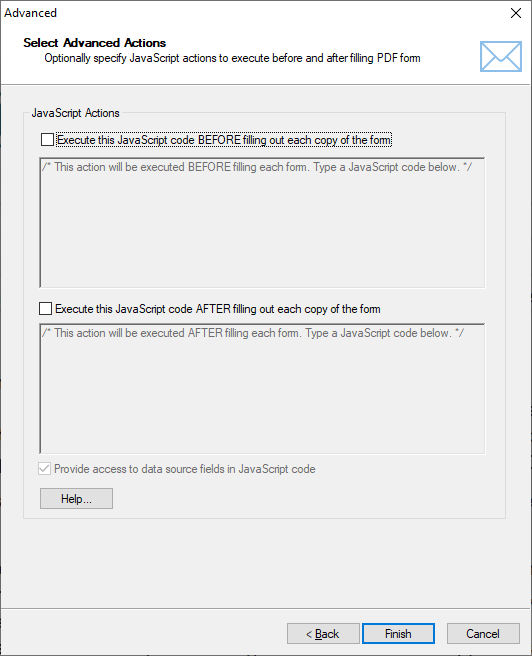 Advanced
Select Advanced Actions
Optionally specify JavaScript actions to execute before and after filling PDF form
JavaScript Actions
Execute this JavaScript code BEFORE filling out each copy of the form
/* This action will be executed BEFORE filling each form. Type a JavaScript code below. */
Execute this JavaScript code AFTER filling out each copy of the form
/* This action will be executed AFTER filling each form. Type a JavaScript code below. */
Provide access to data source fields in JavaScript code
Help...
< Back Finish Cancel